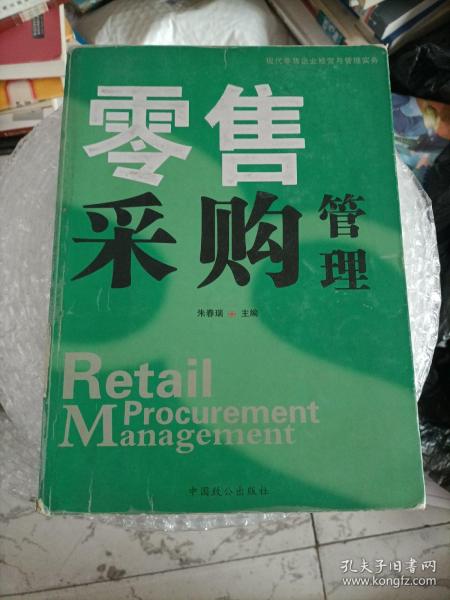 现代零售企业经营与管理实务
零售
采购管理
朱春瑞 主编
Retail
Procurement
Management
中国致公出版社
孔夫子旧书网
www.kongfz.com